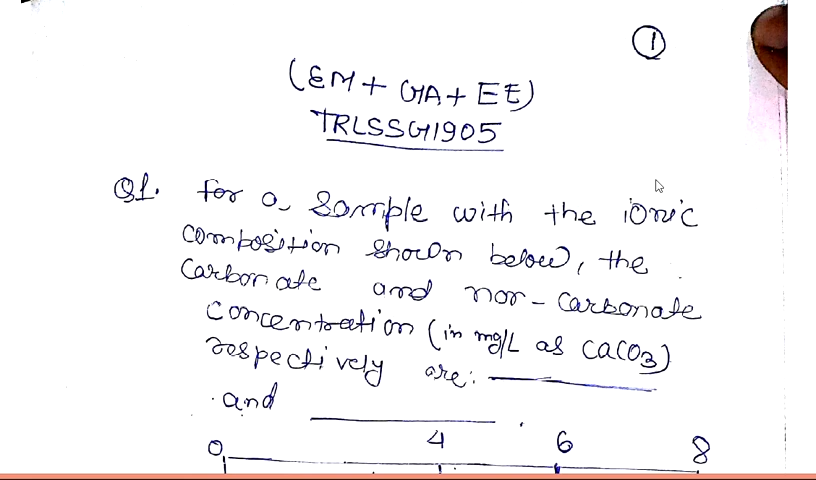 1
(EM + GA + EE)
TRLSSG1905
Q1. for a sample with the ionic
composition shown below, the
carbonate and non-carbonate
concentration (in mg/L as CaCO3)
respectively are: ________
and ________.
0 4 6 8